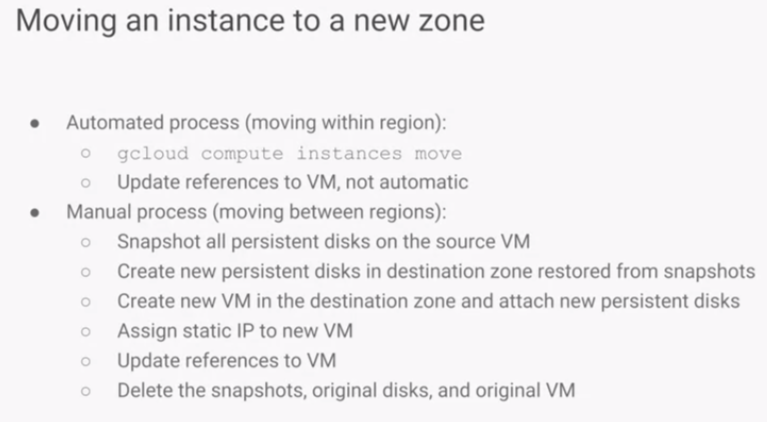 Moving an instance to a new zone
● Automated process (moving within region):
○ gcloud compute instances move
○ Update references to VM, not automatic
● Manual process (moving between regions):
○ Snapshot all persistent disks on the source VM
○ Create new persistent disks in destination zone restored from snapshots
○ Create new VM in the destination zone and attach new persistent disks
○ Assign static IP to new VM
○ Update references to VM
○ Delete the snapshots, original disks, and original VM